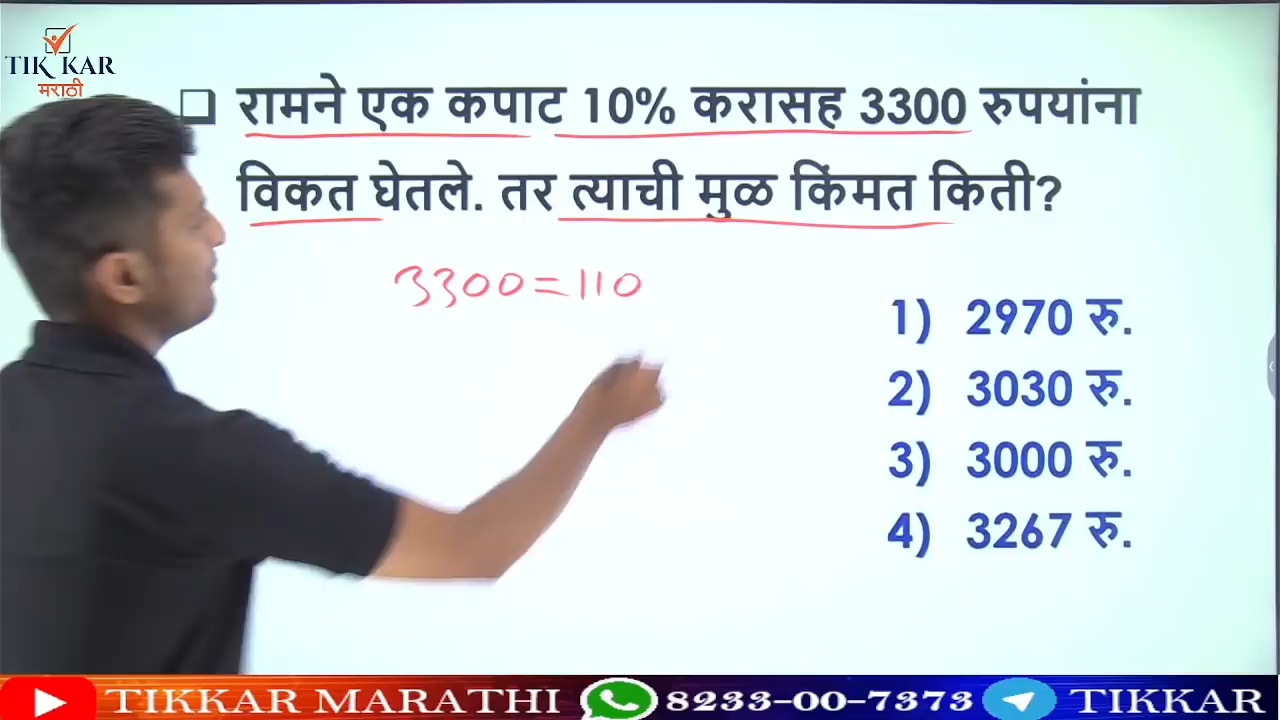 TIK KAR
मराठी
❑ रामने एक कपाट 10% करासह 3300 रुपयांना
विकत घेतले. तर त्याची मुळ किंमत किती?
3300=110
1) 2970 रु.
2) 3030 रु.
3) 3000 रु.
4) 3267 रु.
TIKKAR MARATHI 8233-00-7373 TIKKAR